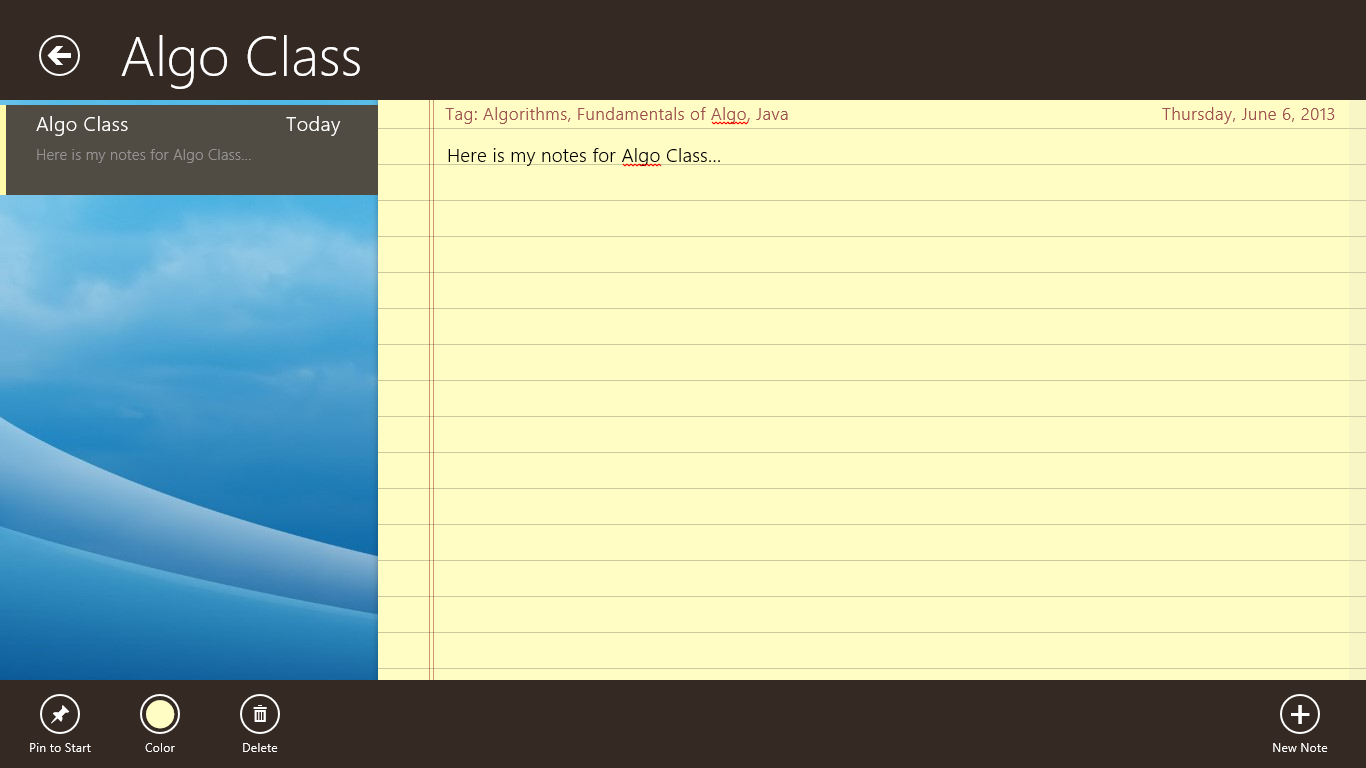 Algo Class
Algo Class Today
Here is my notes for Algo Class...
Tag: Algorithms, Fundamentals of Algo, Java Thursday, June 6, 2013
Here is my notes for Algo Class...
Pin to Start Color Delete New Note